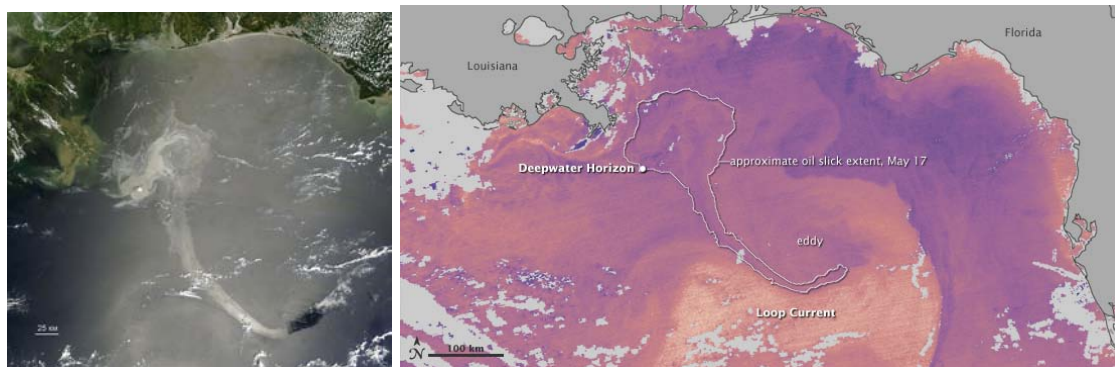 25 KM
Louisiana
Florida
Deepwater Horizon
approximate oil slick extent, May 17
eddy
Loop Current
N
100 km